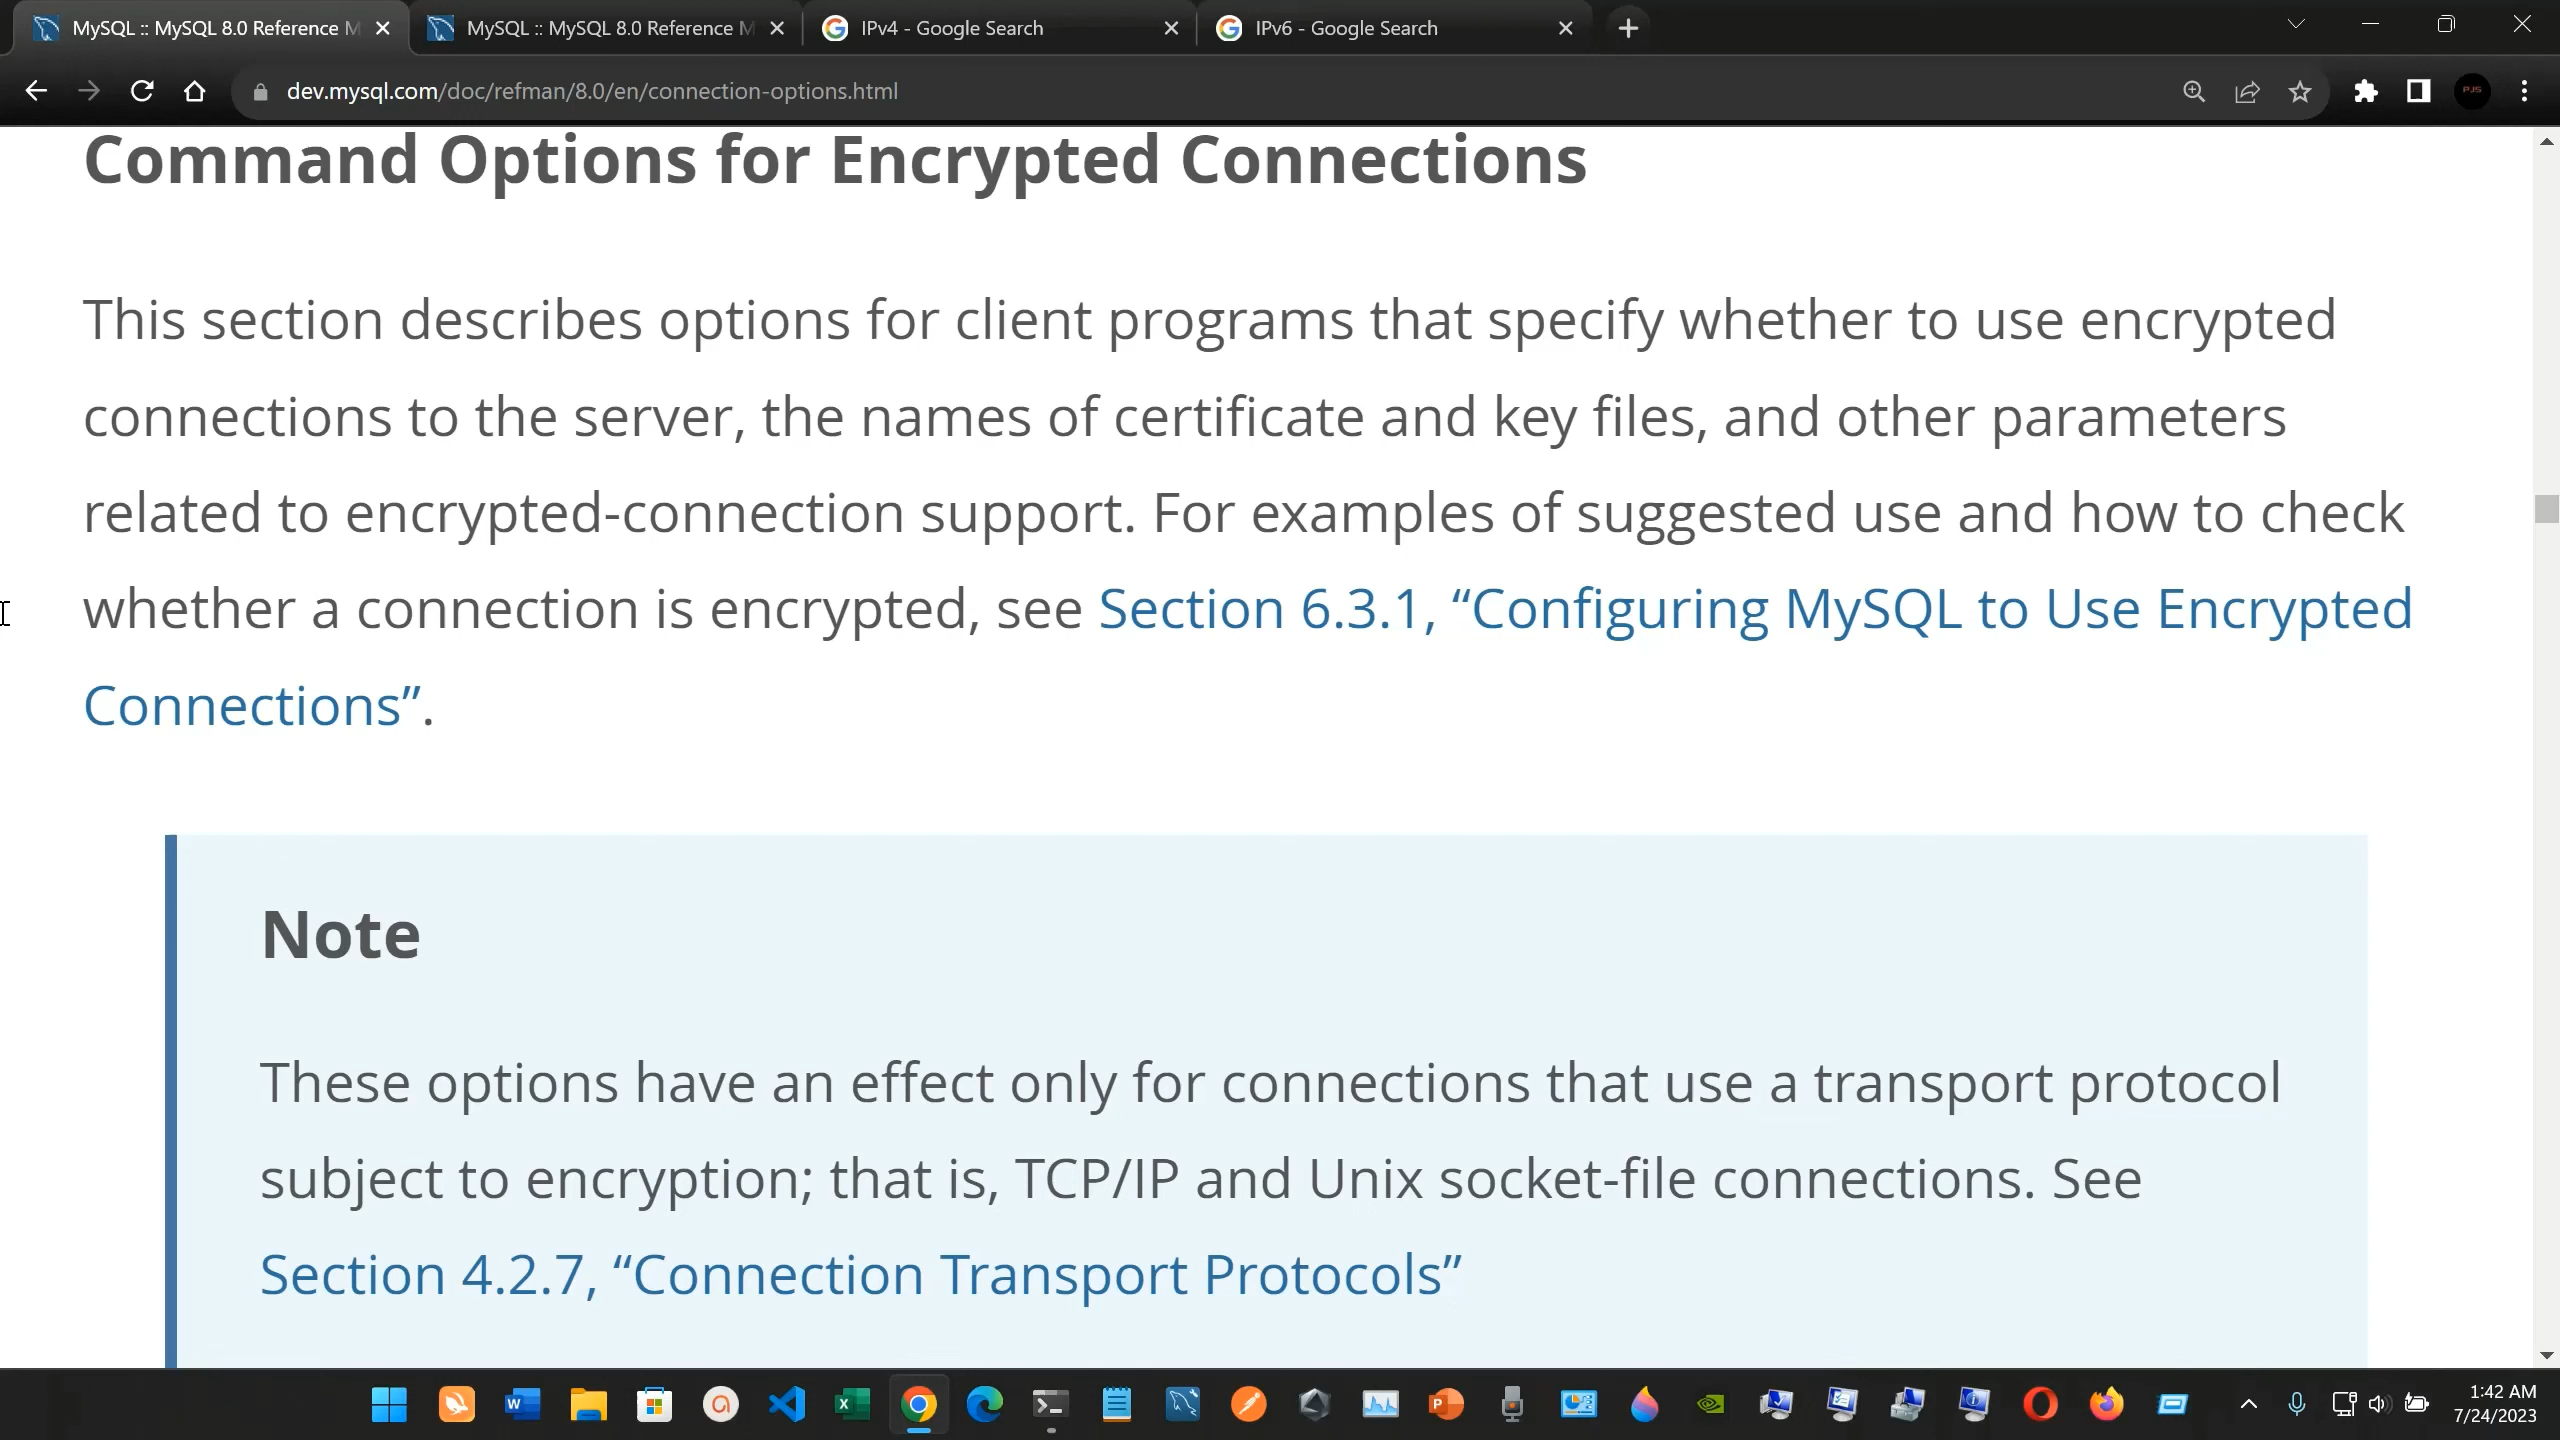 MySQL :: MySQL 8.0 Reference M
MySQL :: MySQL 8.0 Reference M
IPv4 - Google Search
IPv6 - Google Search
dev.mysql.com/doc/refman/8.0/en/connection-options.html
PJS
Command Options for Encrypted Connections
This section describes options for client programs that specify whether to use encrypted
connections to the server, the names of certificate and key files, and other parameters
related to encrypted-connection support. For examples of suggested use and how to check
whether a connection is encrypted, see Section 6.3.1, “Configuring MySQL to Use Encrypted
Connections”.
Note
These options have an effect only for connections that use a transport protocol
subject to encryption; that is, TCP/IP and Unix socket-file connections. See
Section 4.2.7, “Connection Transport Protocols”
1:42 AM
7/24/2023